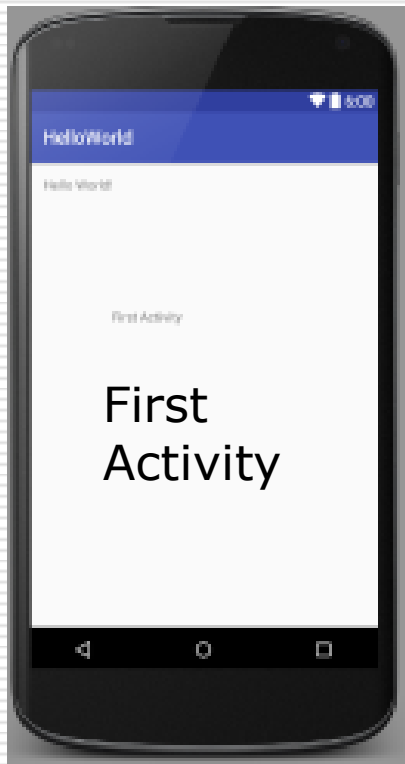 6:00
HelloWorld
Hello World!
First Activity
First
Activity